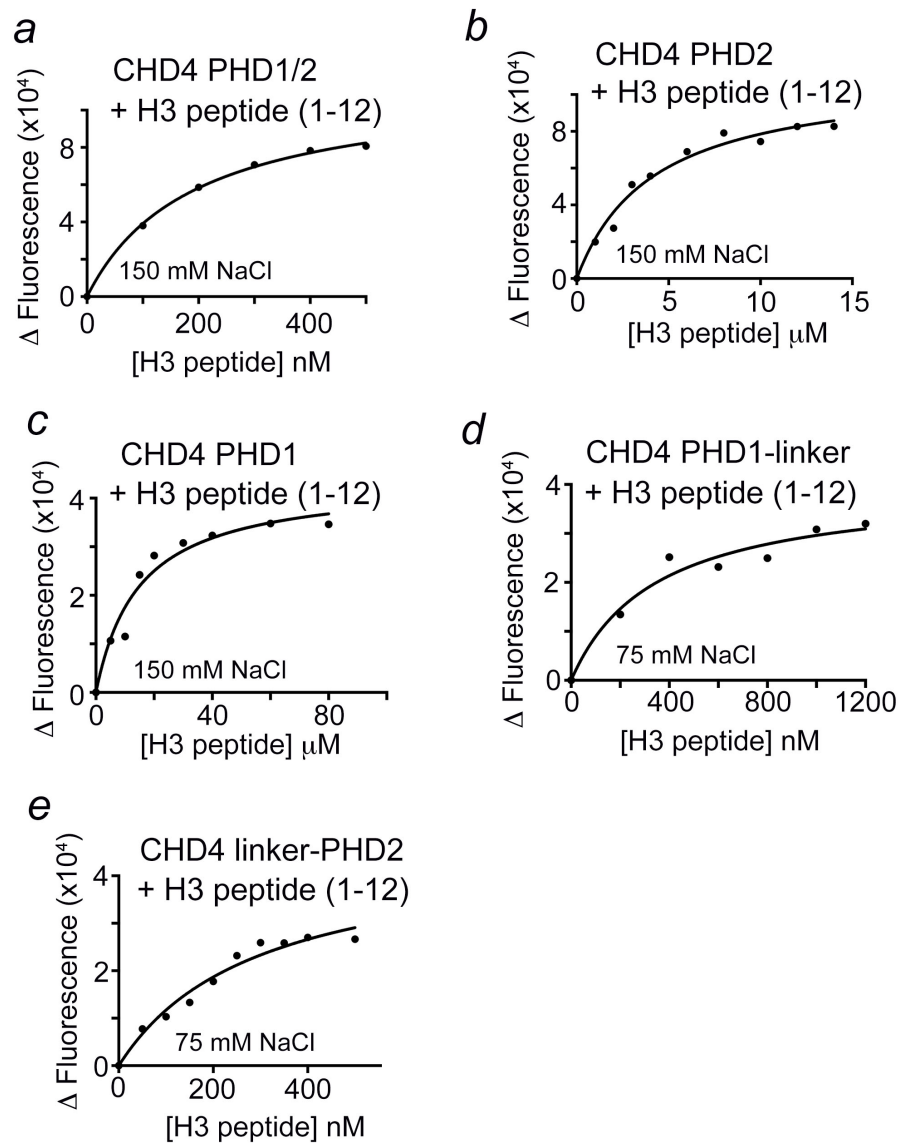 a
CHD4 PHD1/2
+ H3 peptide (1-12)
Δ Fluorescence (x10⁴)
8
4
0
150 mM NaCl
0 200 400
[H3 peptide] nM
b
CHD4 PHD2
+ H3 peptide (1-12)
Δ Fluorescence (x10⁴)
8
4
0
150 mM NaCl
0 5 10 15
[H3 peptide] μM
c
CHD4 PHD1
+ H3 peptide (1-12)
Δ Fluorescence (x10⁴)
4
2
0
150 mM NaCl
0 40 80
[H3 peptide] μM
d
CHD4 PHD1-linker
+ H3 peptide (1-12)
Δ Fluorescence (x10⁴)
4
2
0
75 mM NaCl
0 400 800 1200
[H3 peptide] nM
e
CHD4 linker-PHD2
+ H3 peptide (1-12)
Δ Fluorescence (x10⁴)
4
2
0
75 mM NaCl
0 200 400
[H3 peptide] nM